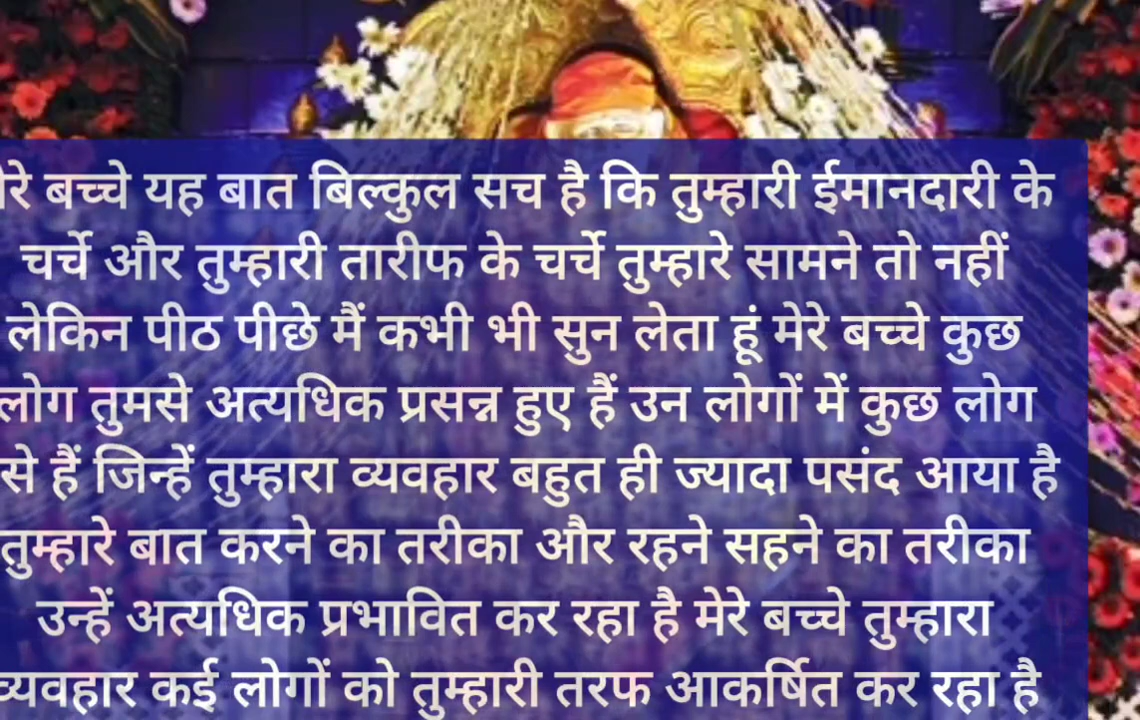 रे बच्चे यह बात बिल्कुल सच है कि तुम्हारी ईमानदारी के
चर्चे और तुम्हारी तारीफ के चर्चे तुम्हारे सामने तो नहीं
लेकिन पीठ पीछे मैं कभी भी सुन लेता हूं मेरे बच्चे कुछ
लोग तुमसे अत्यधिक प्रसन्न हुए हैं उन लोगों में कुछ लोग
से हैं जिन्हें तुम्हारा व्यवहार बहुत ही ज्यादा पसंद आया है
तुम्हारे बात करने का तरीका और रहने सहने का तरीका
उन्हें अत्यधिक प्रभावित कर रहा है मेरे बच्चे तुम्हारा
व्यवहार कई लोगों को तुम्हारी तरफ आकर्षित कर रहा है